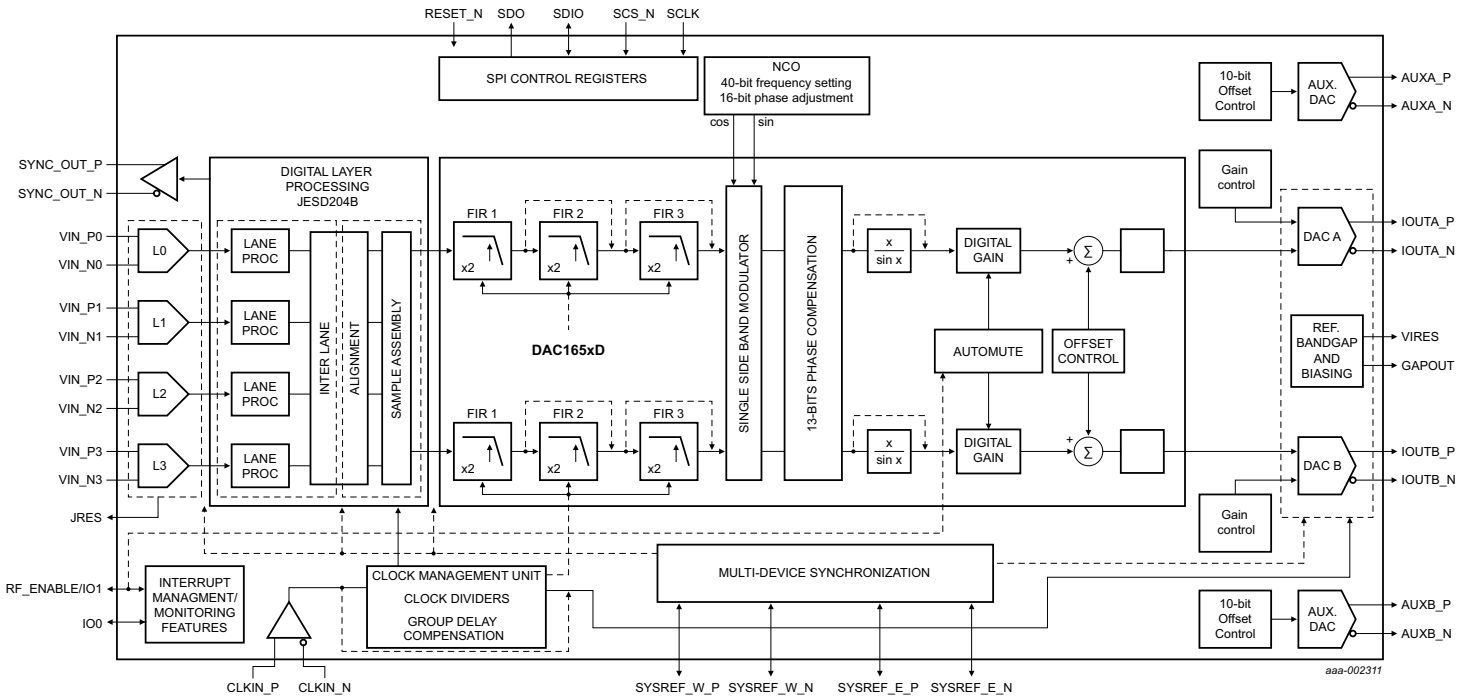 RESET_N
SDO
SDIO
SCS_N
SCLK
SPI CONTROL REGISTERS
NCO
40-bit frequency setting
16-bit phase adjustment
cos
sin
10-bit
Offset
Control
AUX.
DAC
AUXA_P
AUXA_N
SYNC_OUT_P
SYNC_OUT_N
DIGITAL LAYER
PROCESSING
JESD204B
VIN_P0
VIN_N0
L0
LANE
PROC
VIN_P1
VIN_N1
L1
LANE
PROC
VIN_P2
VIN_N2
L2
LANE
PROC
VIN_P3
VIN_N3
L3
LANE
PROC
INTER LANE
ALIGNMENT
SAMPLE ASSEMBLY
FIR 1
x2
FIR 2
x2
FIR 3
x2
DAC165xD
FIR 1
x2
FIR 2
x2
FIR 3
x2
SINGLE SIDE BAND MODULATOR
13-BITS PHASE COMPENSATION
x
sin x
DIGITAL
GAIN
+
Σ
AUTOMUTE
OFFSET
CONTROL
x
sin x
DIGITAL
GAIN
+
Σ
Gain
control
DAC A
IOUTA_P
IOUTA_N
REF.
BANDGAP
AND
BIASING
VIRES
GAPOUT
DAC B
IOUTB_P
IOUTB_N
Gain
control
JRES
RF_ENABLE/IO1
IO0
INTERRUPT
MANAGMENT/
MONITORING
FEATURES
CLOCK MANAGEMENT UNIT
CLOCK DIVIDERS
GROUP DELAY
COMPENSATION
MULTI-DEVICE SYNCHRONIZATION
10-bit
Offset
Control
AUX.
DAC
AUXB_P
AUXB_N
CLKIN_P
CLKIN_N
SYSREF_W_P
SYSREF_W_N
SYSREF_E_P
SYSREF_E_N
aaa-002311